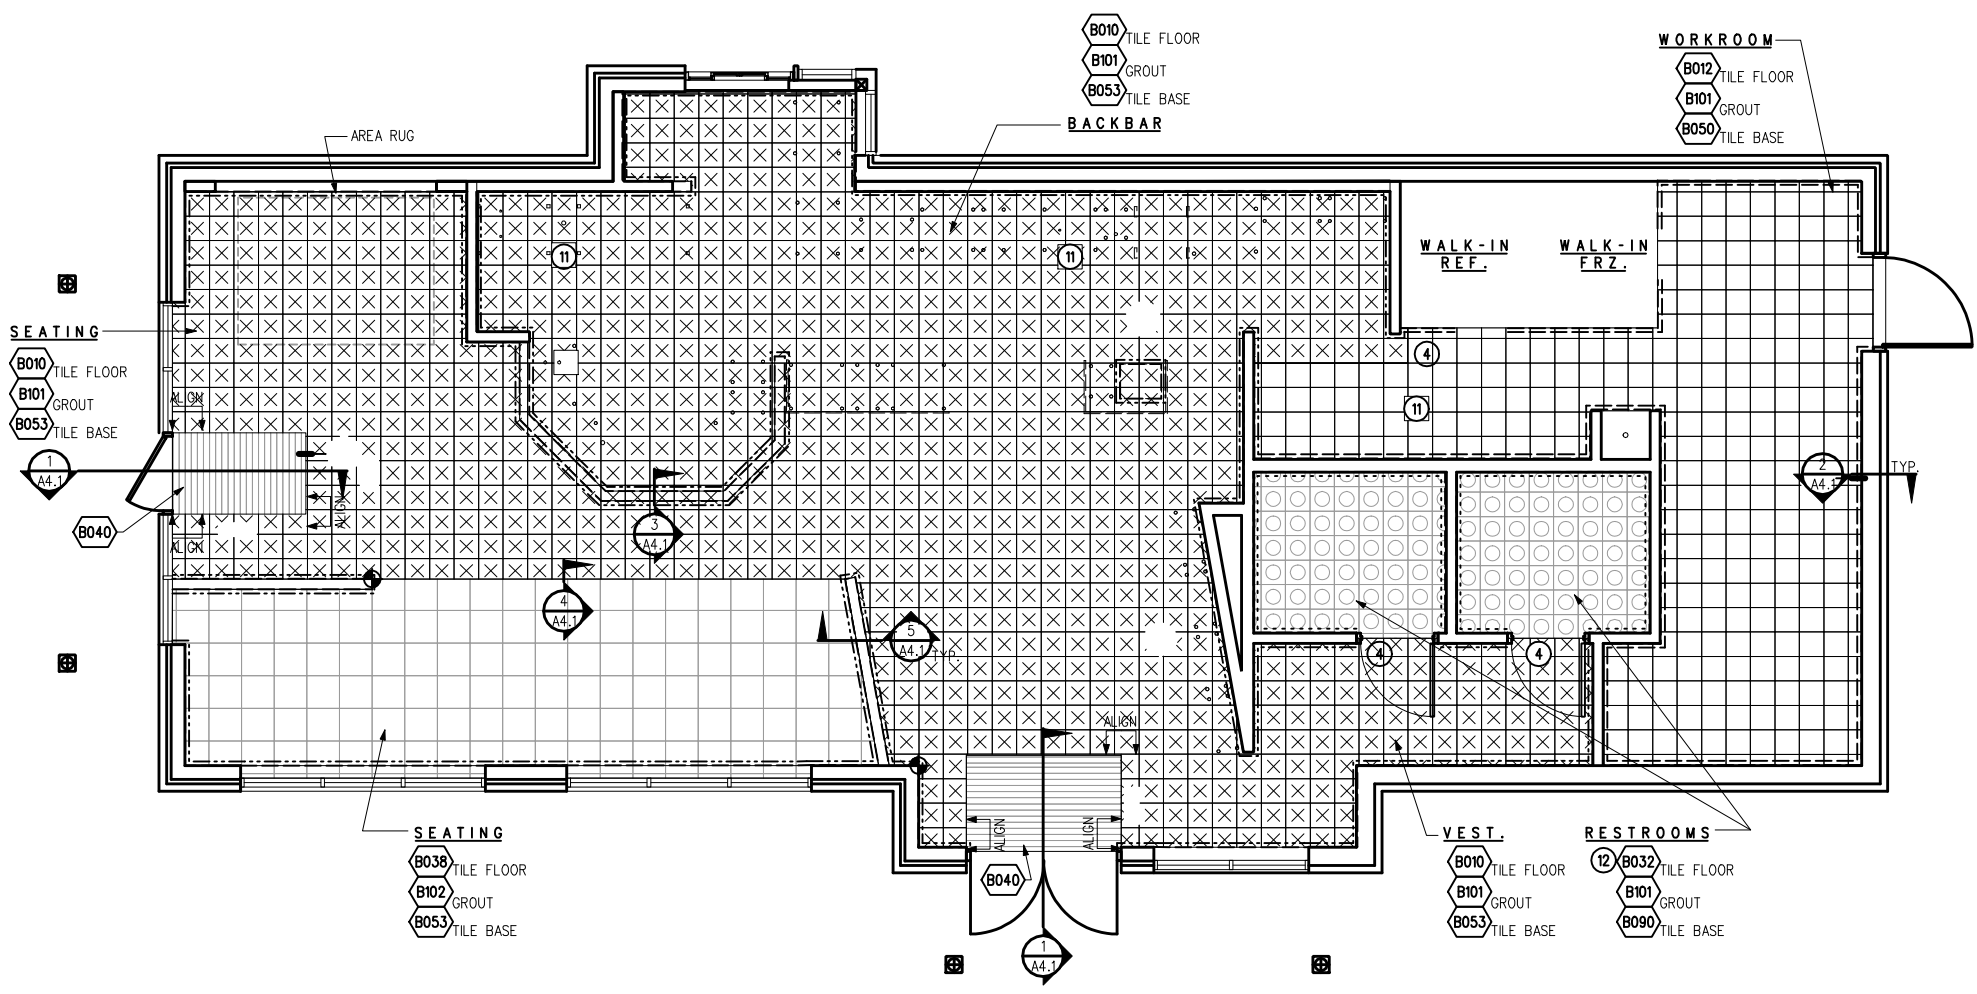 B010 TILE FLOOR
B101 GROUT
B053 TILE BASE
BACKBAR
WORKROOM
B012 TILE FLOOR
B101 GROUT
B050 TILE BASE
AREA RUG
11
11
WALK-IN
REF.
WALK-IN
FRZ.
SEATING
B010 TILE FLOOR
B101 GROUT
B053 TILE BASE
ALIGN
4
11
1
A4.1
2
A4.1
TYP.
ALIGN
B040
ALIGN
3
A4.1
4
A4.1
5
A4.1
TYP.
4
4
ALIGN
ALIGN
ALIGN
B040
SEATING
B038 TILE FLOOR
B102 GROUT
B053 TILE BASE
VEST.
B010 TILE FLOOR
B101 GROUT
B053 TILE BASE
RESTROOMS
12 B032 TILE FLOOR
B101 GROUT
B090 TILE BASE
1
A4.1